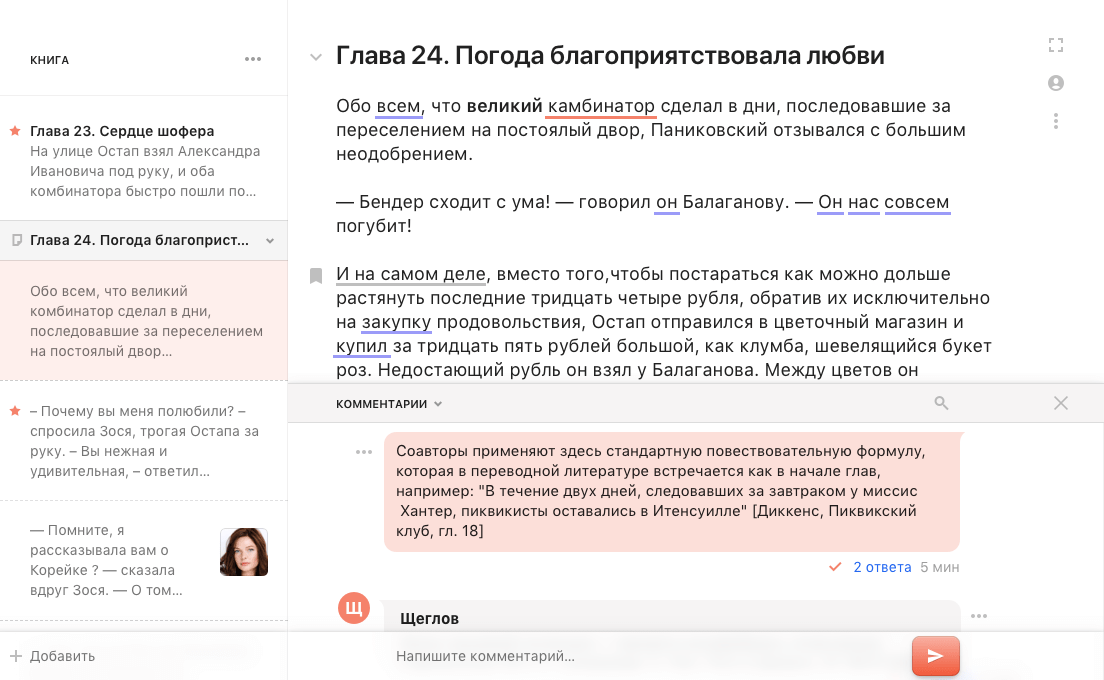 КНИГА
Глава 23. Сердце шофера
На улице Остап взял Александра
Ивановича под руку, и оба
комбинатора быстро пошли по...
Глава 24. Погода благоприст...
Обо всем, что великий
комбинатор сделал в дни,
последовавшие за переселением
на постоялый двор...
– Почему вы меня полюбили? –
спросила Зося, трогая Остапа за
руку. – Вы нежная и
удивительная, – ответил...
— Помните, я
рассказывала вам о
Корейке ? — сказала
вдруг Зося. — О том...
Добавить
Глава 24. Погода благоприятствовала любви
Обо всем, что великий камбинатор сделал в дни, последовавшие за
переселением на постоялый двор, Паниковский отзывался с большим
неодобрением.
— Бендер сходит с ума! — говорил он Балаганову. — Он нас совсем
погубит!
И на самом деле, вместо того,чтобы постараться как можно дольше
растянуть последние тридцать четыре рубля, обратив их исключительно
на закупку продовольствия, Остап отправился в цветочный магазин и
купил за тридцать пять рублей большой, как клумба, шевелящийся букет
роз. Недостающий рубль он взял у Балаганова. Между цветов он
КОММЕНТАРИИ
Соавторы применяют здесь стандартную повествовательную формулу,
которая в переводной литературе встречается как в начале глав,
например: "В течение двух дней, следовавших за завтраком у миссис
Хантер, пиквикисты оставались в Итенсуилле" [Диккенс, Пиквикский
клуб, гл. 18]
2 ответа 5 мин
Щ
Щеглов
Напишите комментарий...